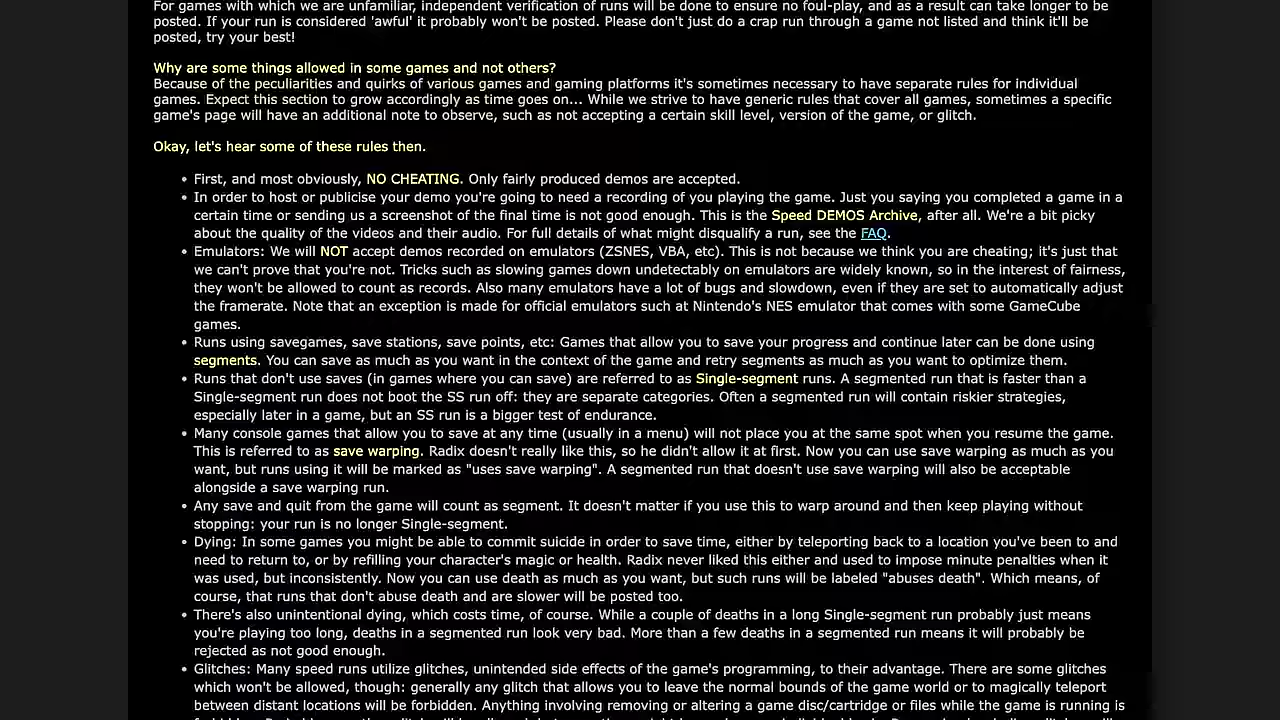 For games with which we are unfamiliar, independent verification of runs will be done to ensure no foul-play, and as a result can take longer to be
posted. If your run is considered 'awful' it probably won't be posted. Please don't just do a crap run through a game not listed and think it'll be
posted, try your best!
Why are some things allowed in some games and not others?
Because of the peculiarities and quirks of various games and gaming platforms it's sometimes necessary to have separate rules for individual
games. Expect this section to grow accordingly as time goes on... While we strive to have generic rules that cover all games, sometimes a specific
game's page will have an additional note to observe, such as not accepting a certain skill level, version of the game, or glitch.
Okay, let's hear some of these rules then.
• First, and most obviously, NO CHEATING. Only fairly produced demos are accepted.
• In order to host or publicise your demo you're going to need a recording of you playing the game. Just you saying you completed a game in a
certain time or sending us a screenshot of the final time is not good enough. This is the Speed DEMOS Archive, after all. We're a bit picky
about the quality of the videos and their audio. For full details of what might disqualify a run, see the FAQ.
• Emulators: We will NOT accept demos recorded on emulators (ZSNES, VBA, etc). This is not because we think you are cheating; it's just that
we can't prove that you're not. Tricks such as slowing games down undetectably on emulators are widely known, so in the interest of fairness,
they won't be allowed to count as records. Also many emulators have a lot of bugs and slowdown, even if they are set to automatically adjust
the framerate. Note that an exception is made for official emulators such at Nintendo's NES emulator that comes with some GameCube
games.
• Runs using savegames, save stations, save points, etc: Games that allow you to save your progress and continue later can be done using
segments. You can save as much as you want in the context of the game and retry segments as much as you want to optimize them.
• Runs that don't use saves (in games where you can save) are referred to as Single-segment runs. A segmented run that is faster than a
Single-segment run does not boot the SS run off: they are separate categories. Often a segmented run will contain riskier strategies,
especially later in a game, but an SS run is a bigger test of endurance.
• Many console games that allow you to save at any time (usually in a menu) will not place you at the same spot when you resume the game.
This is referred to as save warping. Radix doesn't really like this, so he didn't allow it at first. Now you can use save warping as much as you
want, but runs using it will be marked as "uses save warping". A segmented run that doesn't use save warping will also be acceptable
alongside a save warping run.
• Any save and quit from the game will count as segment. It doesn't matter if you use this to warp around and then keep playing without
stopping: your run is no longer Single-segment.
• Dying: In some games you might be able to commit suicide in order to save time, either by teleporting back to a location you've been to and
need to return to, or by refilling your character's magic or health. Radix never liked this either and used to impose minute penalties when it
was used, but inconsistently. Now you can use death as much as you want, but such runs will be labeled "abuses death". Which means, of
course, that runs that don't abuse death and are slower will be posted too.
• There's also unintentional dying, which costs time, of course. While a couple of deaths in a long Single-segment run probably just means
you're playing too long, deaths in a segmented run look very bad. More than a few deaths in a segmented run means it will probably be
rejected as not good enough.
• Glitches: Many speed runs utilize glitches, unintended side effects of the game's programming, to their advantage. There are some glitches
which won't be allowed, though: generally any glitch that allows you to leave the normal bounds of the game world or to magically teleport
between distant locations will be forbidden. Anything involving removing or altering a game disc/cartridge or files while the game is running is